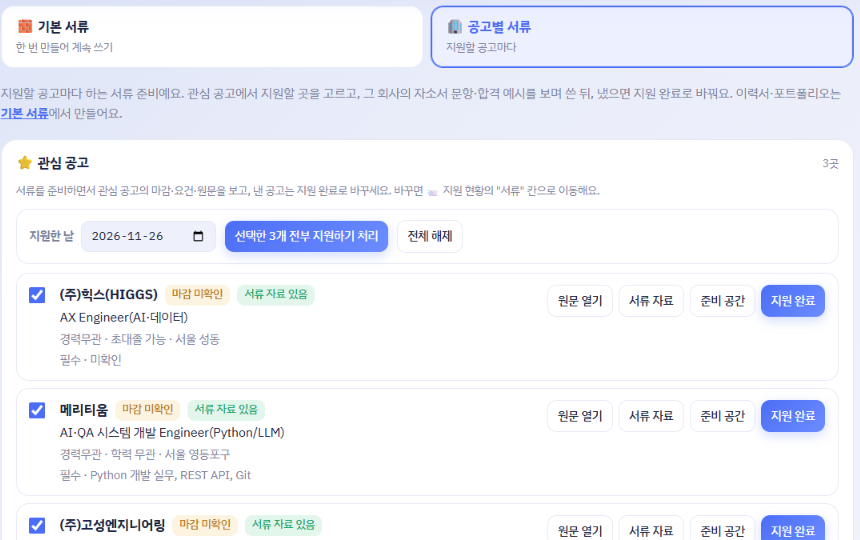 기본 서류
한 번 만들어 계속 쓰기
공고별 서류
지원할 공고마다
지원할 공고마다 하는 서류 준비예요. 관심 공고에서 지원할 곳을 고르고, 그 회사의 자소서 문항·합격 예시를 보며 쓴 뒤, 냈으면 지원 완료로 바꿔요. 이력서·포트폴리오는
기본 서류에서 만들어요.
관심 공고
3곳
서류를 준비하면서 관심 공고의 마감·요건·원문을 보고, 낸 공고는 지원 완료로 바꾸세요. 바꾸면 지원 현황의 "서류" 칸으로 이동해요.
지원한 날 2026-11-26 선택한 3개 전부 지원하기 처리 전체 해제
(주)힉스(HIGGS) 마감 미확인 서류 자료 있음 원문 열기 서류 자료 준비 공간 지원 완료
AX Engineer(AI·데이터)
경력무관 · 초대졸 가능 · 서울 성동
필수 · 미확인
메리티움 마감 미확인 서류 자료 있음 원문 열기 서류 자료 준비 공간 지원 완료
AI·QA 시스템 개발 Engineer(Python/LLM)
경력무관 · 학력 무관 · 서울 영등포구
필수 · Python 개발 실무, REST API, Git
(주)고성엔지니어링 마감 미확인 서류 자료 있음 원문 열기 서류 자료 준비 공간 지원 완료